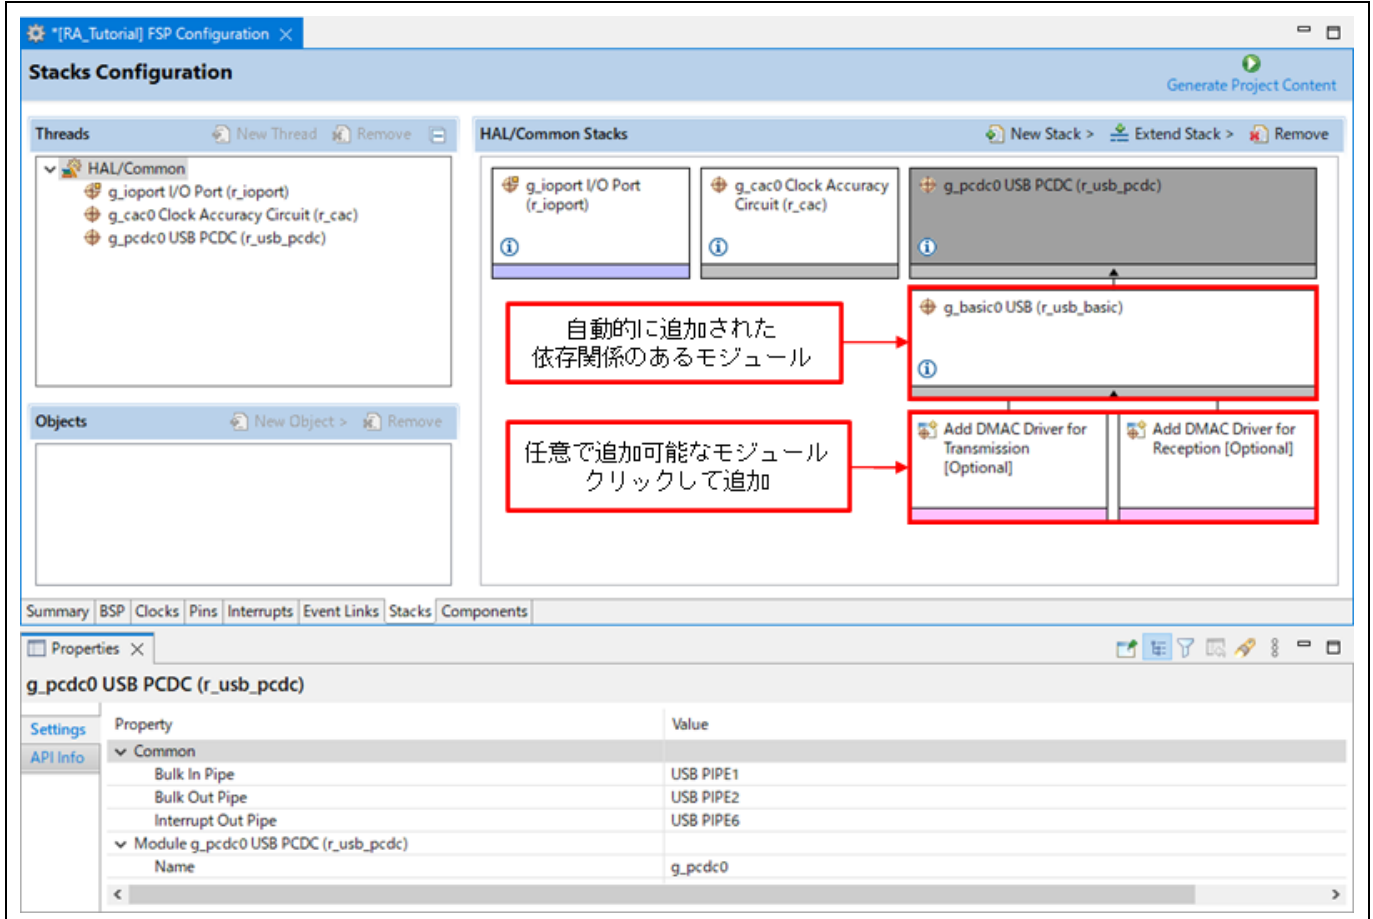 *[RA_Tutorial] FSP Configuration
Stacks Configuration
Generate Project Content
Threads
New Thread
Remove
HAL/Common
g_ioport I/O Port (r_ioport)
g_cac0 Clock Accuracy Circuit (r_cac)
g_pcdc0 USB PCDC (r_usb_pcdc)
Objects
New Object >
Remove
HAL/Common Stacks
New Stack >
Extend Stack >
Remove
g_ioport I/O Port
(r_ioport)
g_cac0 Clock Accuracy
Circuit (r_cac)
g_pcdc0 USB PCDC (r_usb_pcdc)
自動的に追加された
依存関係のあるモジュール
g_basic0 USB (r_usb_basic)
任意で追加可能なモジュール
クリックして追加
Add DMAC Driver for
Transmission
[Optional]
Add DMAC Driver for
Reception [Optional]
Summary BSP Clocks Pins Interrupts Event Links Stacks Components
Properties
g_pcdc0 USB PCDC (r_usb_pcdc)
Settings
API Info
Property Value
Common
Bulk In Pipe USB PIPE1
Bulk Out Pipe USB PIPE2
Interrupt Out Pipe USB PIPE6
Module g_pcdc0 USB PCDC (r_usb_pcdc)
Name g_pcdc0